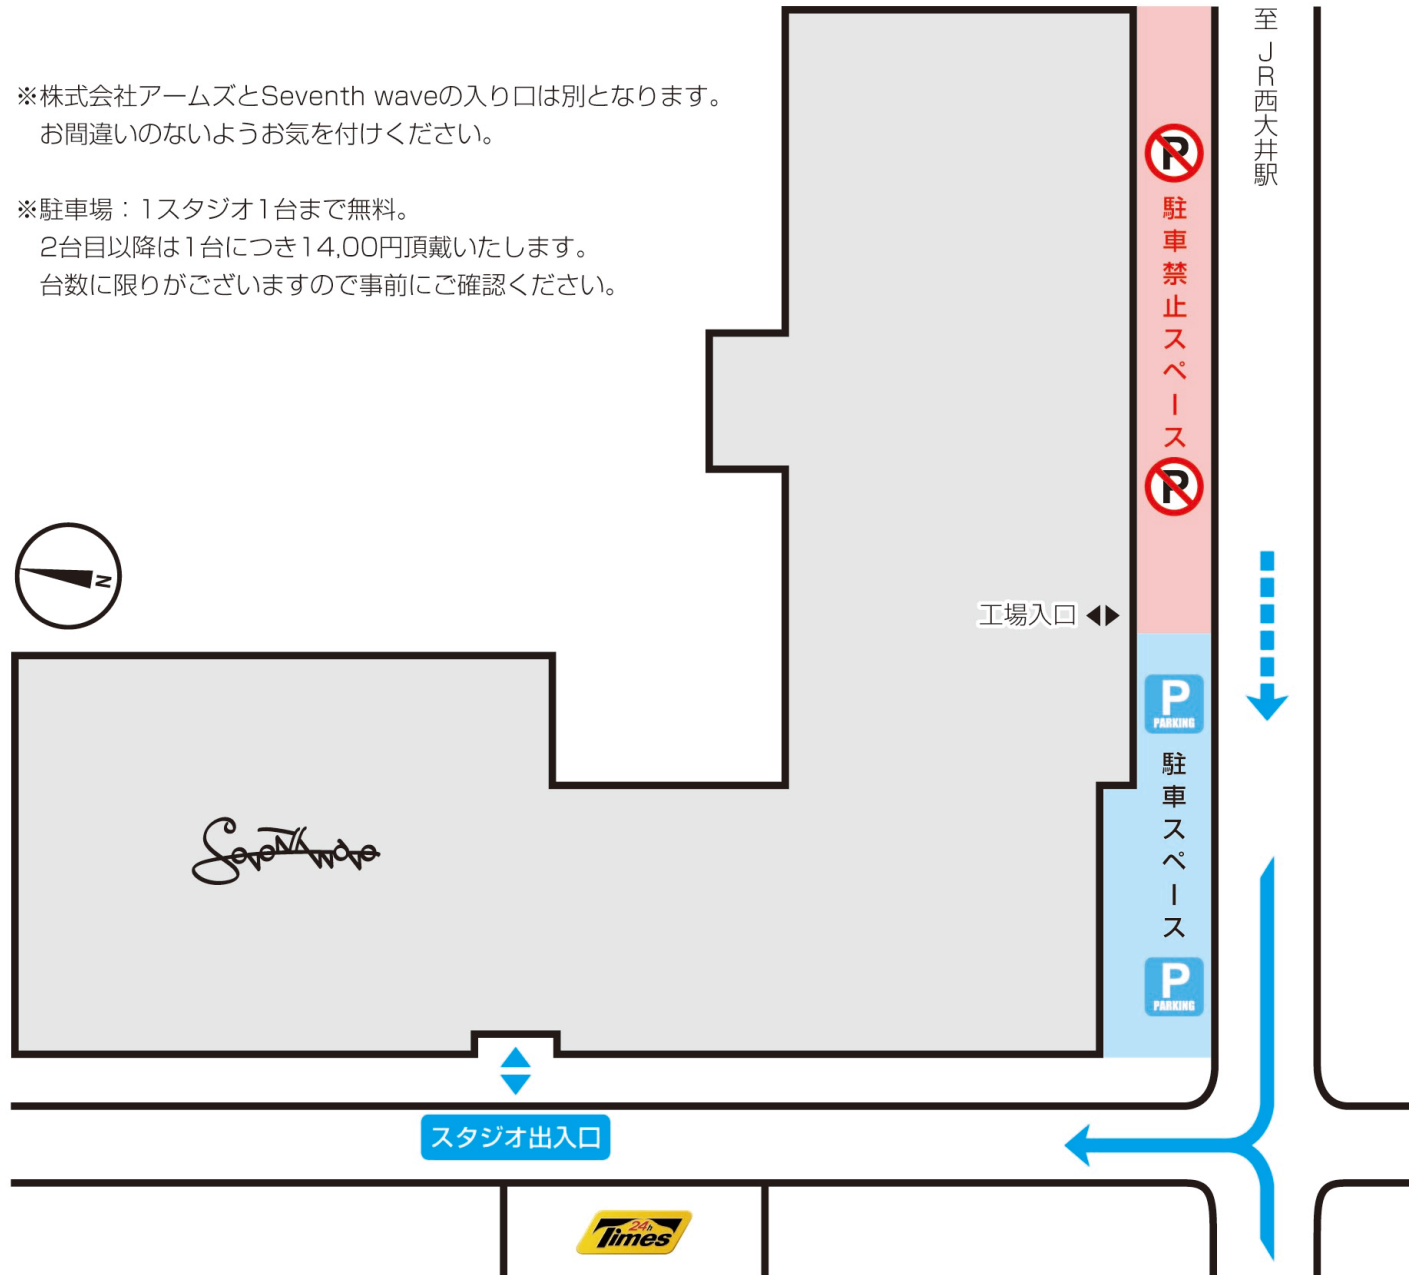 ※株式会社アームズとSeventh waveの入り口は別となります。
お間違いのないようお気を付けください。
※駐車場：1スタジオ1台まで無料。
2台目以降は1台につき14,00円頂戴いたします。
台数に限りがございますので事前にご確認ください。
至 JR西大井駅
P
駐車禁止スペース
P
N
工場入口
P
PARKING
駐車スペース
P
PARKING
Seventhwave
スタジオ出入口
24h
Times